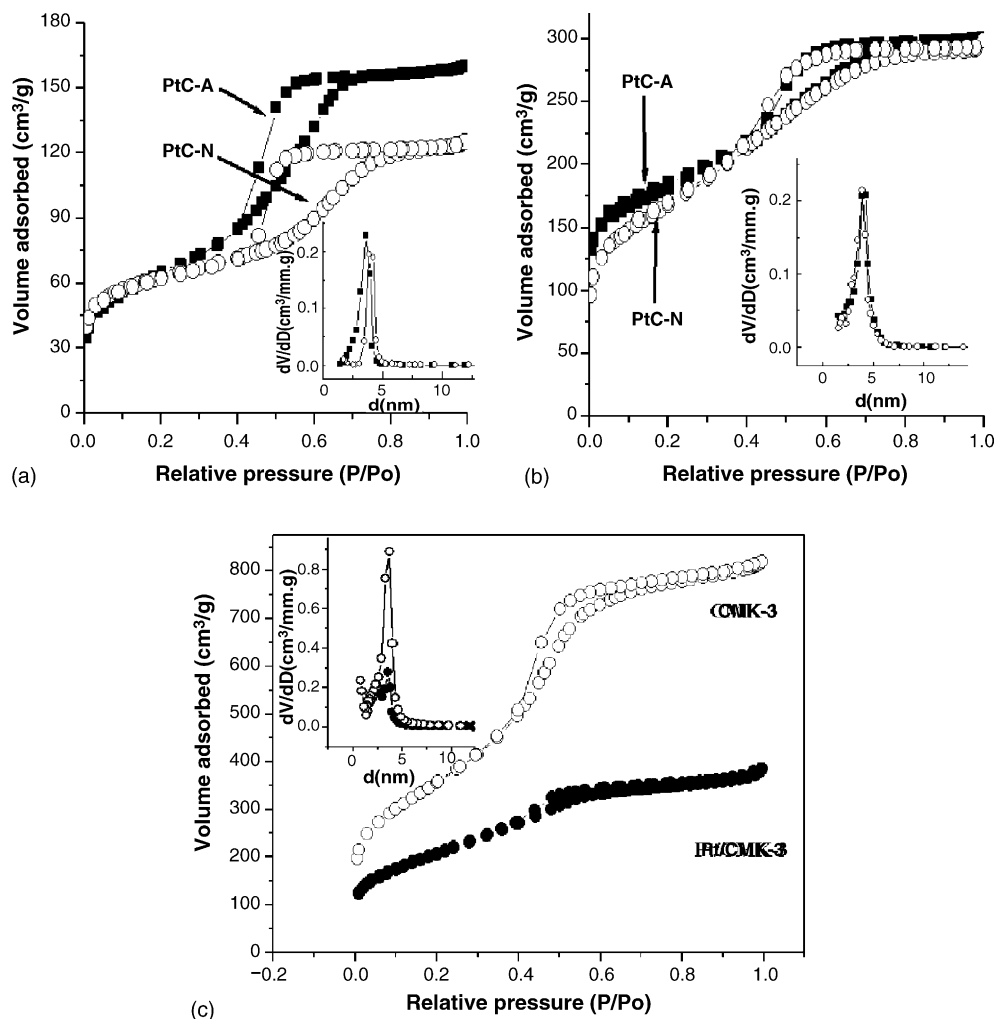 180
150
120
90
60
30
0
Volume adsorbed (cm³/g)
PtC-A
PtC-N
0.2
0.1
0.0
dV/dD(cm³/mm.g)
0 5 10
d(nm)
0.0 0.2 0.4 0.6 0.8 1.0
Relative pressure (P/Po)
(a)
300
250
200
150
100
50
0
Volume adsorbed (cm³/g)
PtC-A
PtC-N
0.2
0.1
0.0
dV/dD(cm³/mm.g)
0 5 10
d(nm)
0.0 0.2 0.4 0.6 0.8 1.0
Relative pressure (P/Po)
(b)
800
700
600
500
400
300
200
100
0
Volume adsorbed (cm³/g)
0.8
0.6
0.4
0.2
0.0
dV/dD(cm³/mm.g)
0 5 10
d(nm)
CMK-3
Pt/CMK-3
−0.2 0.0 0.2 0.4 0.6 0.8 1.0
Relative pressure (P/Po)
(c)